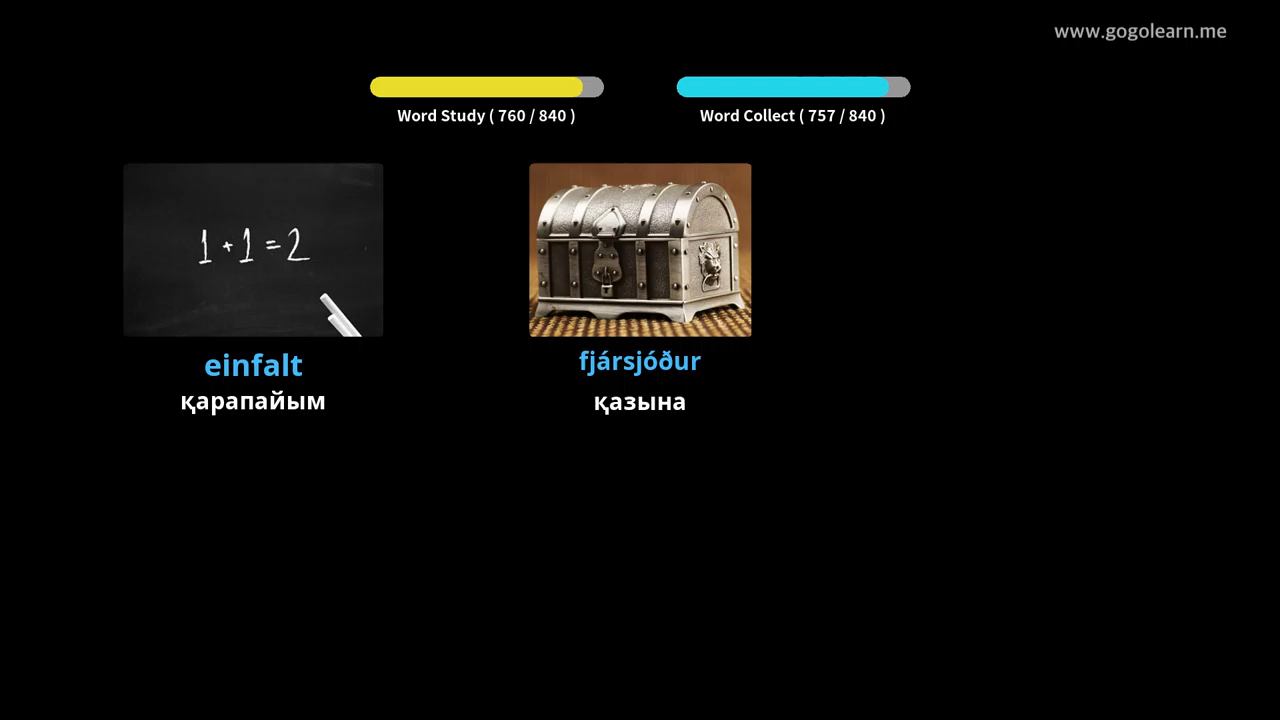 www.gogolearn.me
Word Study ( 760 / 840 )
Word Collect ( 757 / 840 )
1 + 1 = 2
einfalt
қарапайым
fjársjóður
қазына